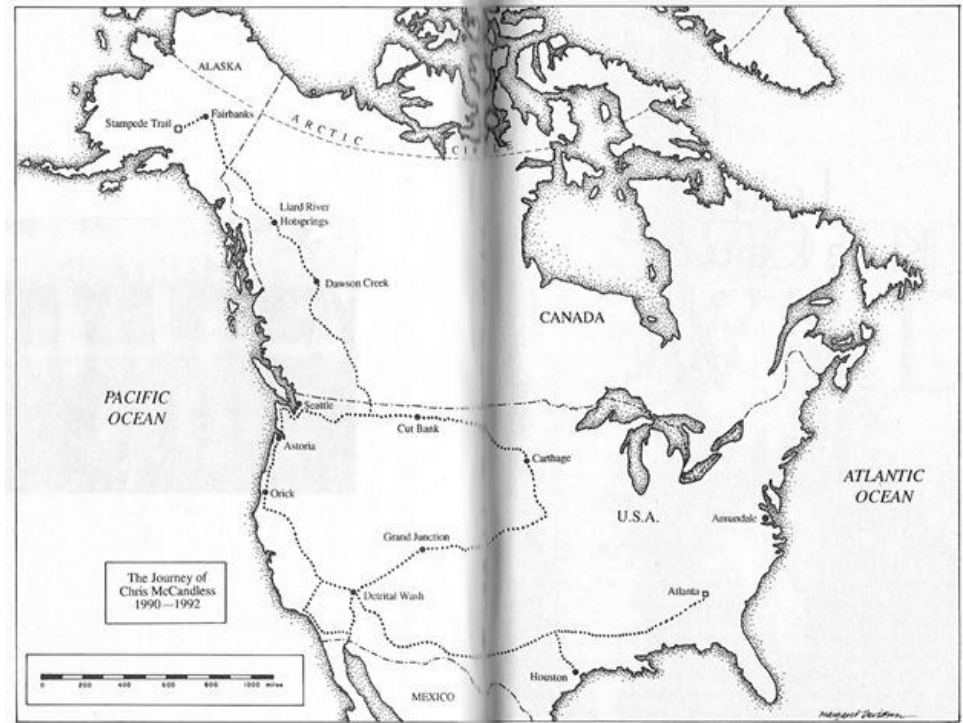 ALASKA
Fairbanks
Stampede Trail
ARCTIC
Liard River
Hotsprings
Dawson Creek
CANADA
PACIFIC
OCEAN
Seattle
Cut Bank
Astoria
Carthage
ATLANTIC
OCEAN
Orick
U.S.A.
Annandale
Grand Junction
The Journey of
Chris McCandless
1990—1992
Detrital Wash
Atlanta
0 200 400 600 800 1000 miles
Houston
MEXICO